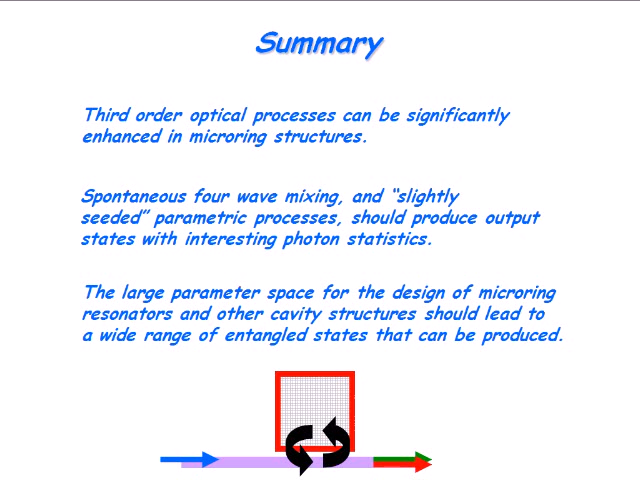 Summary
Third order optical processes can be significantly
enhanced in microring structures.
Spontaneous four wave mixing, and “slightly
seeded” parametric processes, should produce output
states with interesting photon statistics.
The large parameter space for the design of microring
resonators and other cavity structures should lead to
a wide range of entangled states that can be produced.